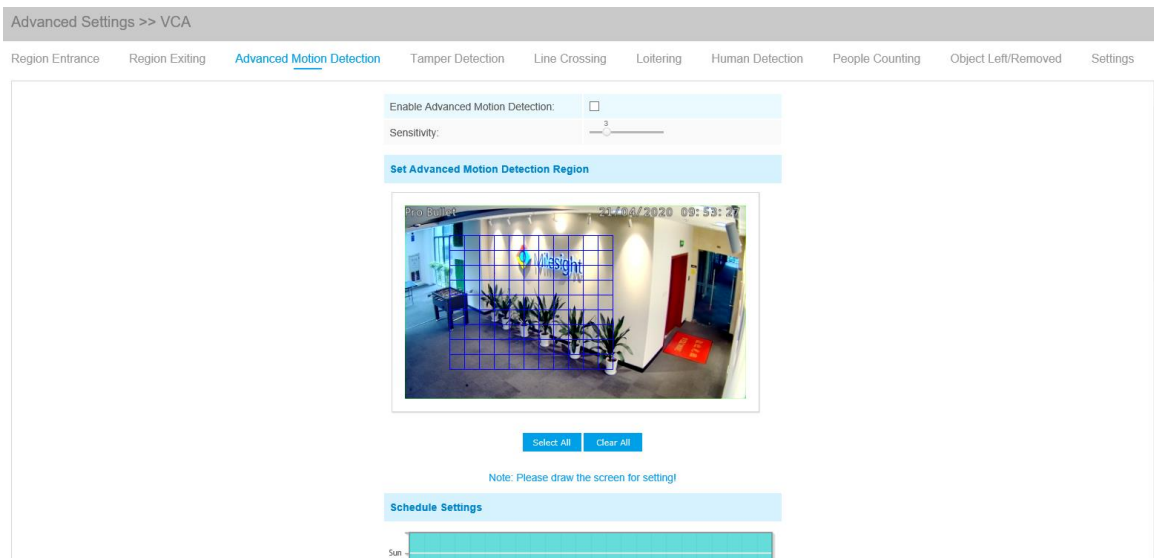 Advanced Settings >> VCA
Region Entrance Region Exiting Advanced Motion Detection Tamper Detection Line Crossing Loitering Human Detection People Counting Object Left/Removed Settings
Enable Advanced Motion Detection:
Sensitivity: 3
Set Advanced Motion Detection Region
Pro Bullet 21/04/2020 09:53:27
Milesight
Select All Clear All
Note: Please draw the screen for setting!
Schedule Settings
Sun